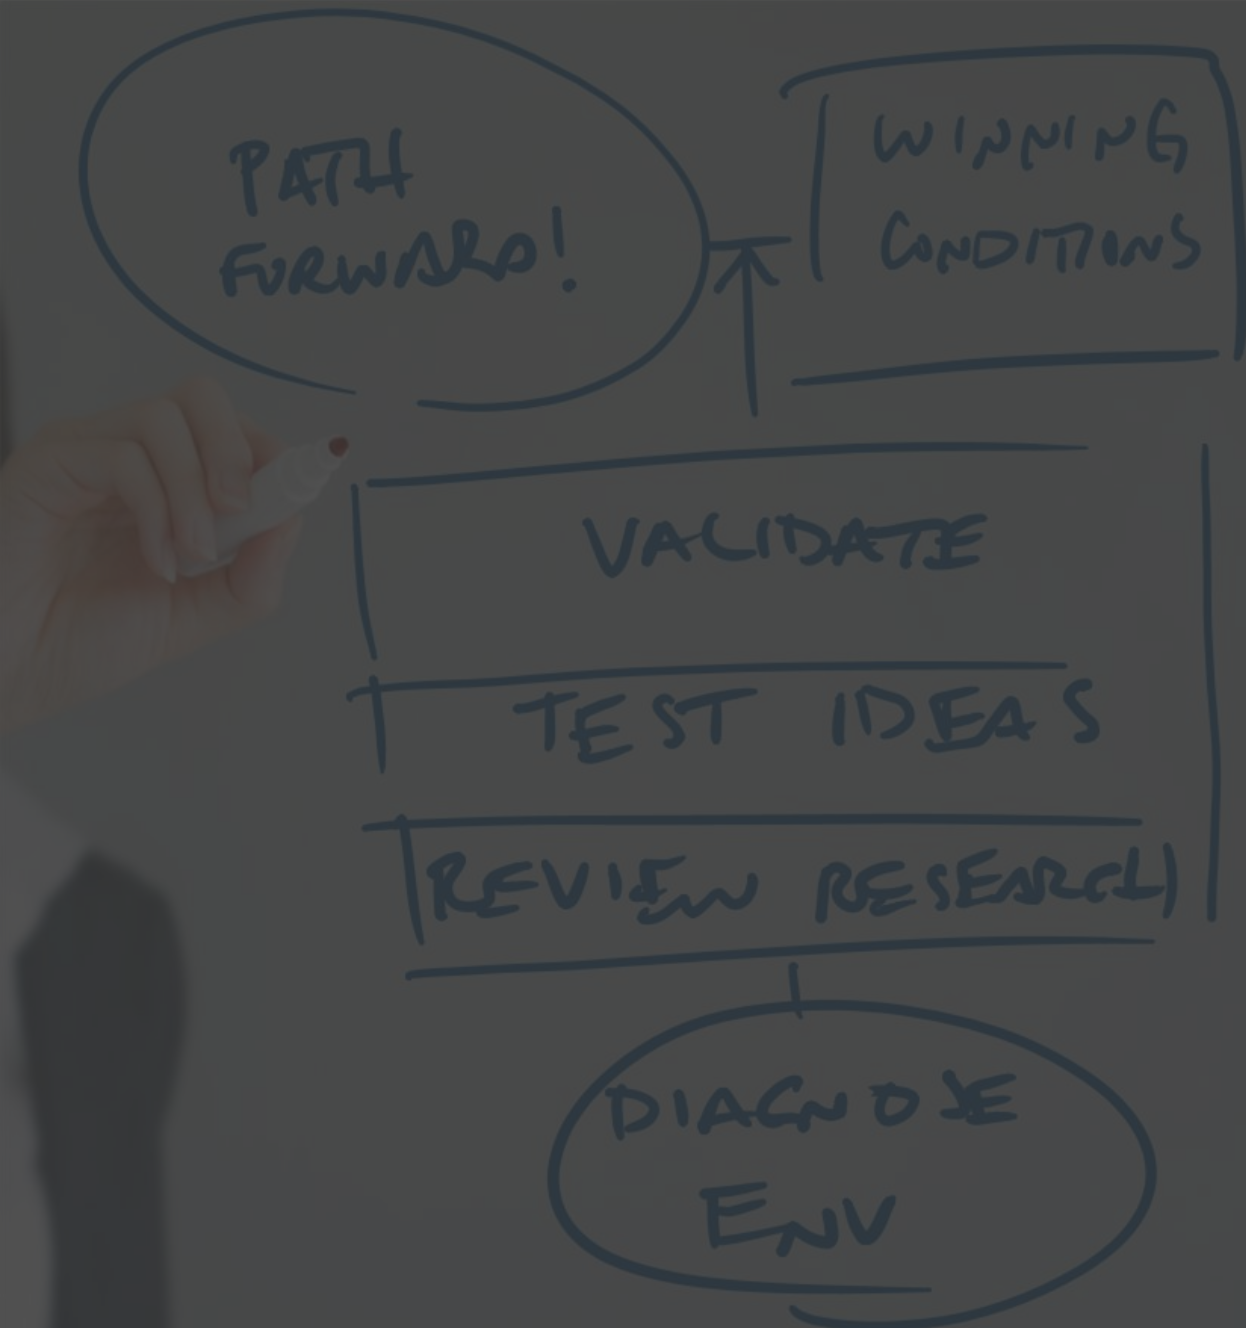 PATH
FORWARD!
WINNING
CONDITIONS
VALIDATE
TEST IDEAS
REVIEW RESEARCH
DIAGNOSE
ENV